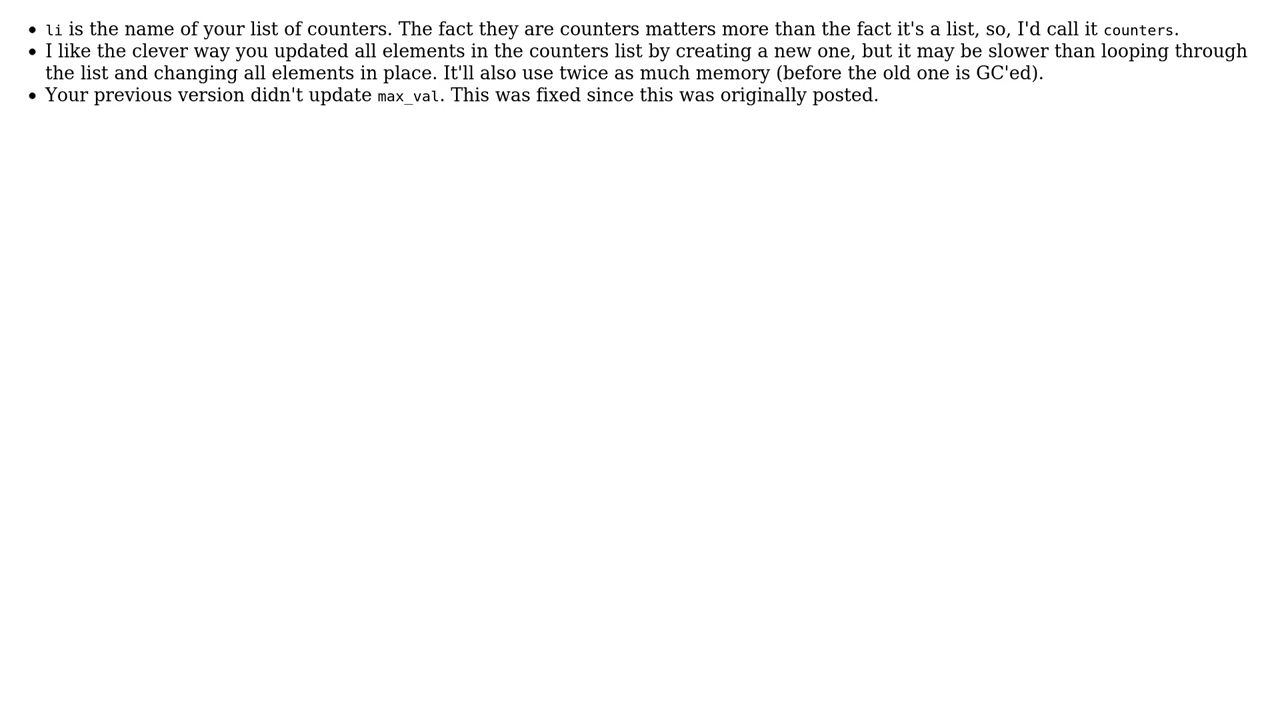 • li is the name of your list of counters. The fact they are counters matters more than the fact it's a list, so, I'd call it counters.
• I like the clever way you updated all elements in the counters list by creating a new one, but it may be slower than looping through
the list and changing all elements in place. It'll also use twice as much memory (before the old one is GC'ed).
• Your previous version didn't update max_val. This was fixed since this was originally posted.